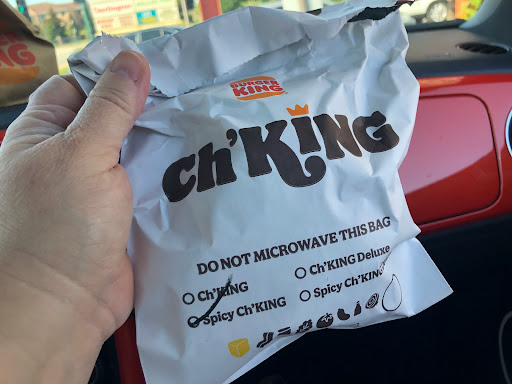 BURGER
KING
ch'KING
DO NOT MICROWAVE THIS BAG
Ch'KING
Ch'KING Deluxe
Spicy Ch'KING
Spicy Ch'KING